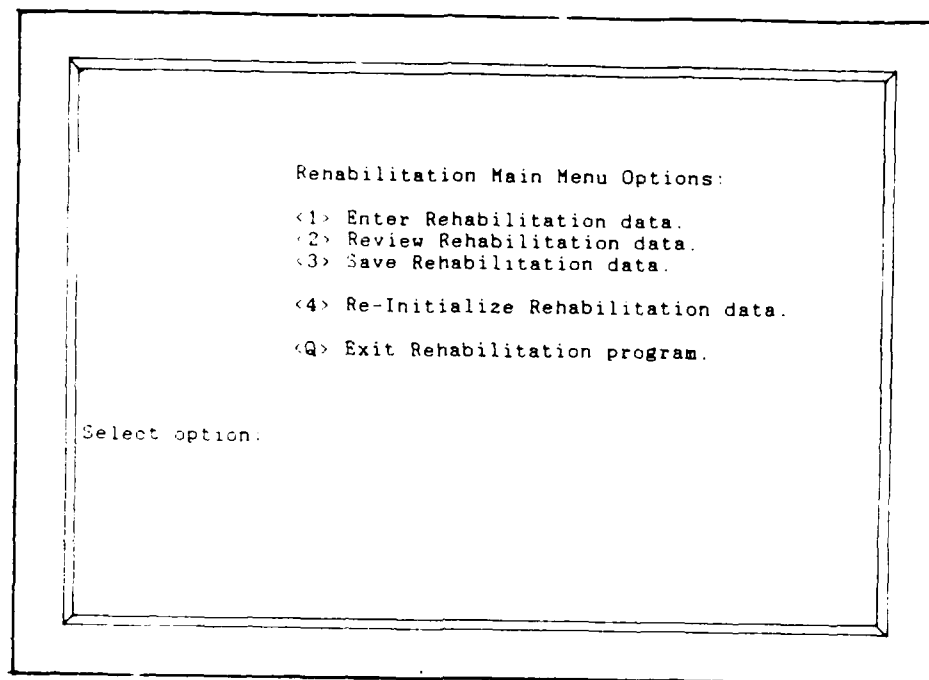 Rehabilitation Main Menu Options:
<1> Enter Rehabilitation data.
<2> Review Rehabilitation data.
<3> Save Rehabilitation data.
<4> Re-Initialize Rehabilitation data.
<Q> Exit Rehabilitation program.
Select option: